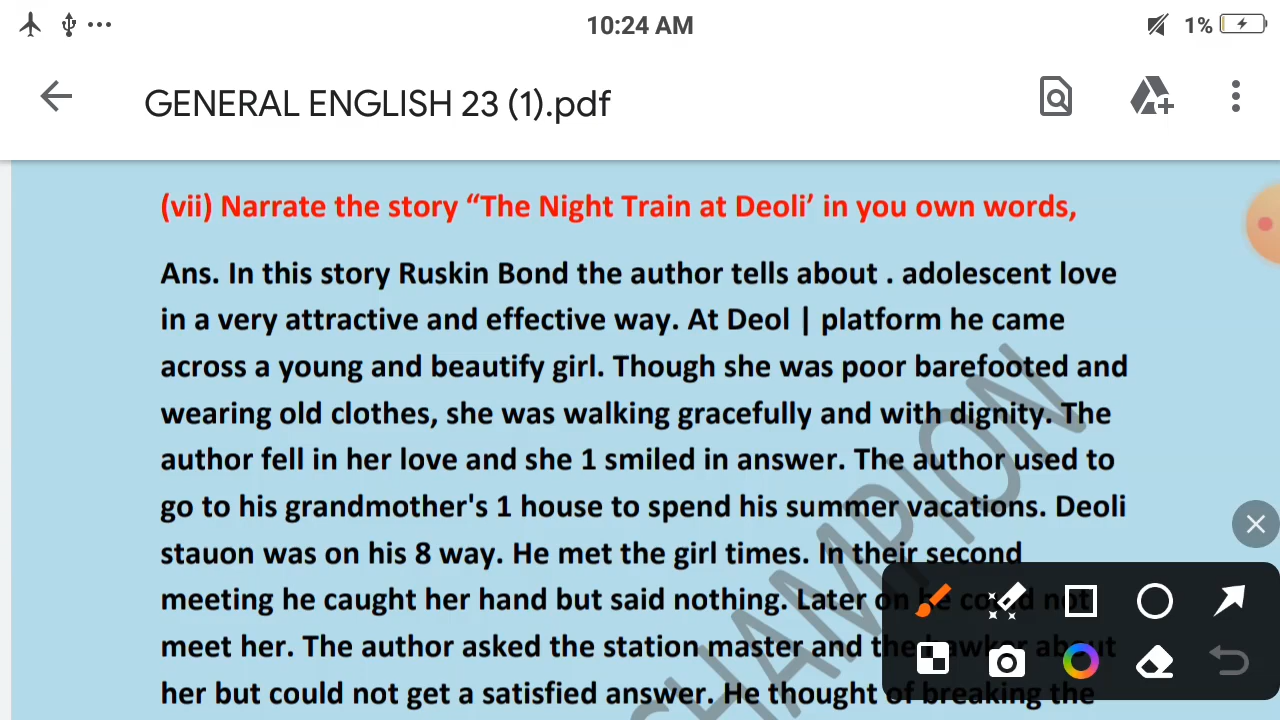 10:24 AM
1%
GENERAL ENGLISH 23 (1).pdf
(vii) Narrate the story “The Night Train at Deoli’ in you own words,
Ans. In this story Ruskin Bond the author tells about . adolescent love
in a very attractive and effective way. At Deol | platform he came
across a young and beautify girl. Though she was poor barefooted and
wearing old clothes, she was walking gracefully and with dignity. The
author fell in her love and she 1 smiled in answer. The author used to
go to his grandmother's 1 house to spend his summer vacations. Deoli
stauon was on his 8 way. He met the girl times. In their second
meeting he caught her hand but said nothing. Later on he could not
meet her. The author asked the station master and the hawker about
her but could not get a satisfied answer. He thought of breaking the
CHAMPION